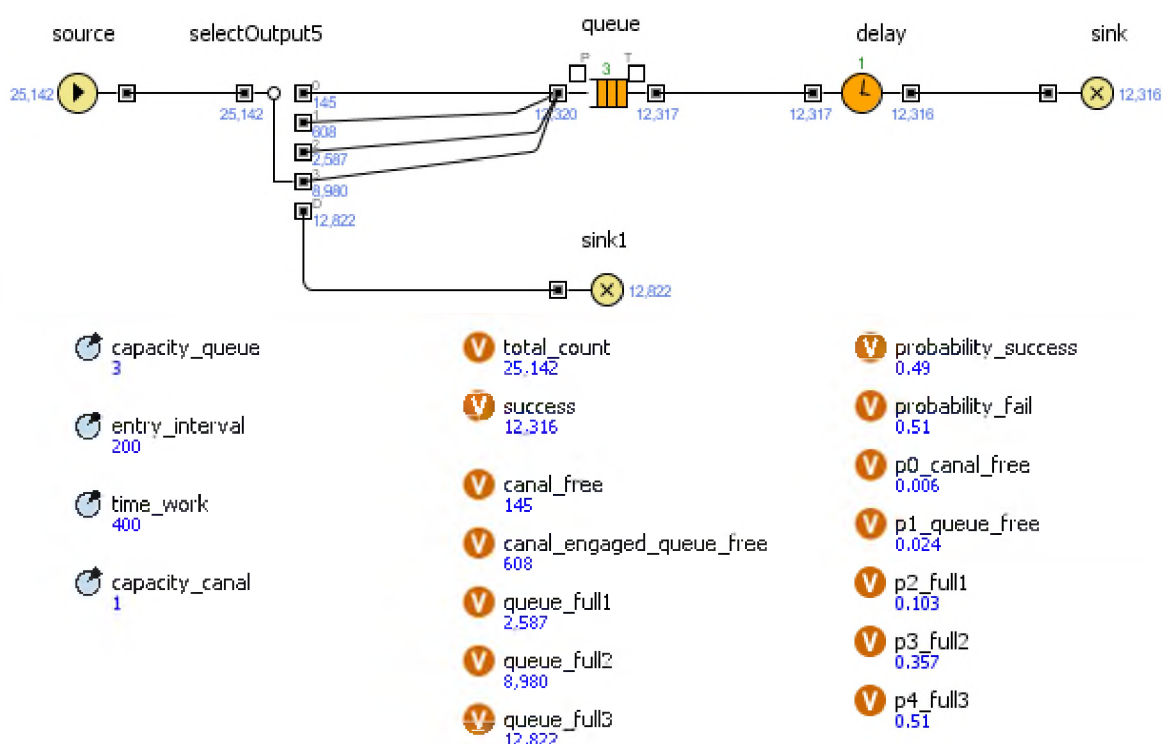 source
selectOutput5
queue
delay
sink
P
3
T
1
25,142
25,142
0
145
1
608
2
2,587
3
8,980
D
12,822
12,320
12,317
12,317
12,316
12,316
sink1
12,822
capacity_queue
3
entry_interval
200
time_work
400
capacity_canal
1
V total_count
25,142
V success
12,316
V canal_free
145
V canal_engaged_queue_free
608
V queue_full1
2,587
V queue_full2
8,980
V queue_full3
12,822
V probability_success
0.49
V probability_fail
0.51
V p0_canal_free
0.006
V p1_queue_free
0.024
V p2_full1
0.103
V p3_full2
0.357
V p4_full3
0.51